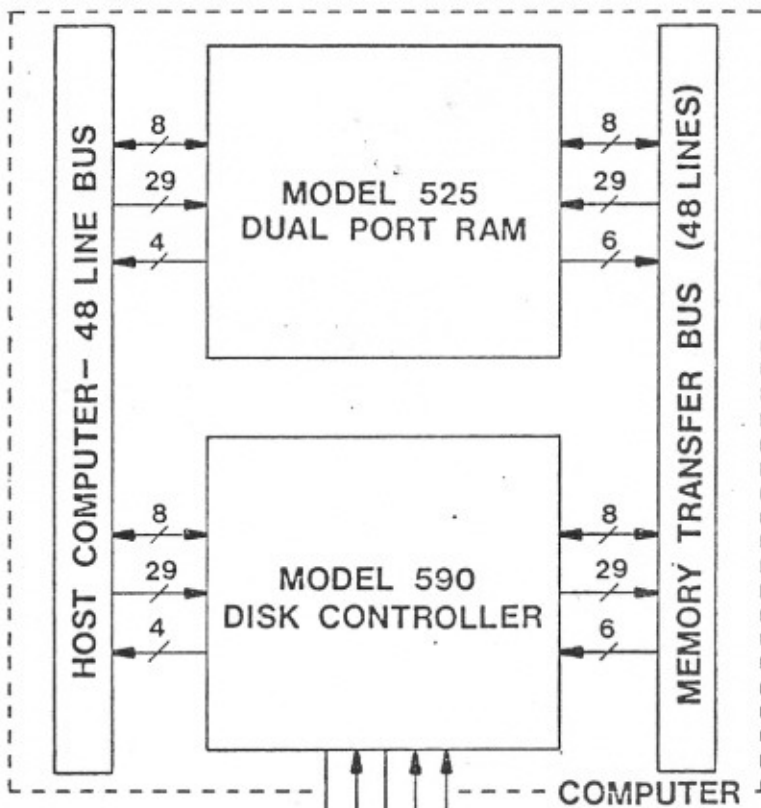 HOST COMPUTER- 48 LINE BUS
8
29
4
MODEL 525
DUAL PORT RAM
8
29
6
8
29
4
MODEL 590
DISK CONTROLLER
8
29
6
MEMORY TRANSFER BUS (48 LINES)
COMPUTER